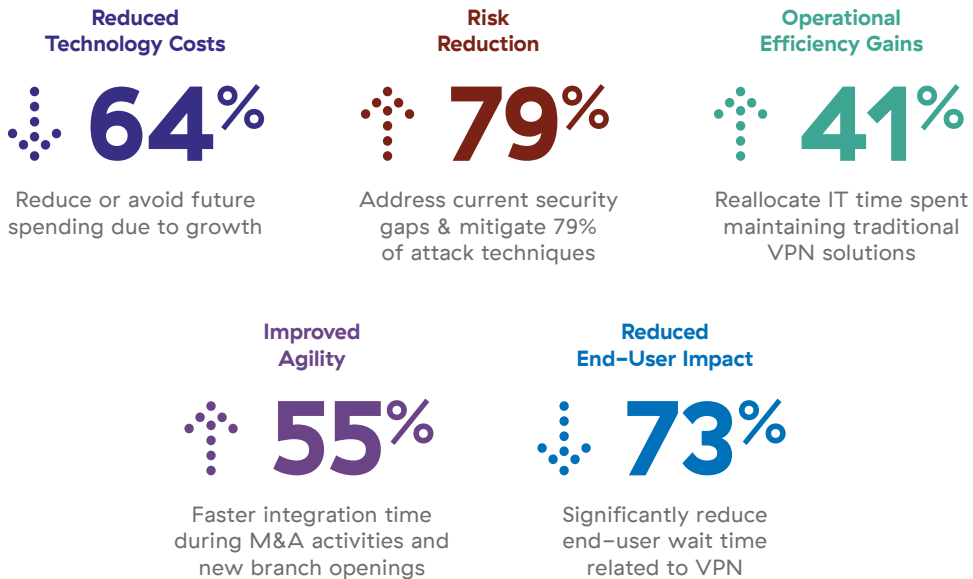 Reduced
Technology Costs
64%
Reduce or avoid future
spending due to growth
Risk
Reduction
79%
Address current security
gaps & mitigate 79%
of attack techniques
Operational
Efficiency Gains
41%
Reallocate IT time spent
maintaining traditional
VPN solutions
Improved
Agility
55%
Faster integration time
during M&A activities and
new branch openings
Reduced
End-User Impact
73%
Significantly reduce
end-user wait time
related to VPN